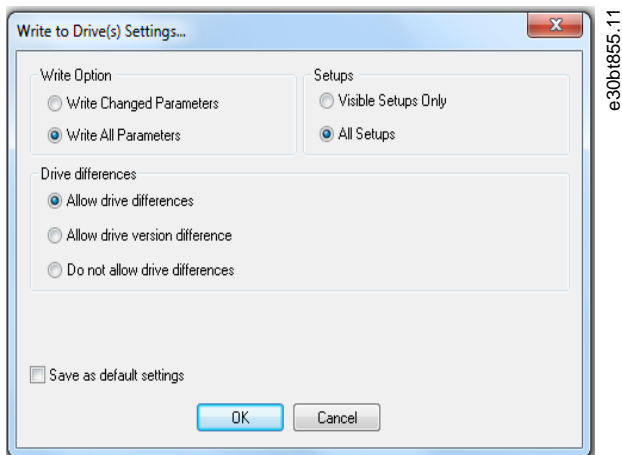 Write to Drive(s) Settings...
Write Option
Write Changed Parameters
Write All Parameters
Setups
Visible Setups Only
All Setups
Drive differences
Allow drive differences
Allow drive version difference
Do not allow drive differences
Save as default settings
OK
Cancel
e30bt855.11